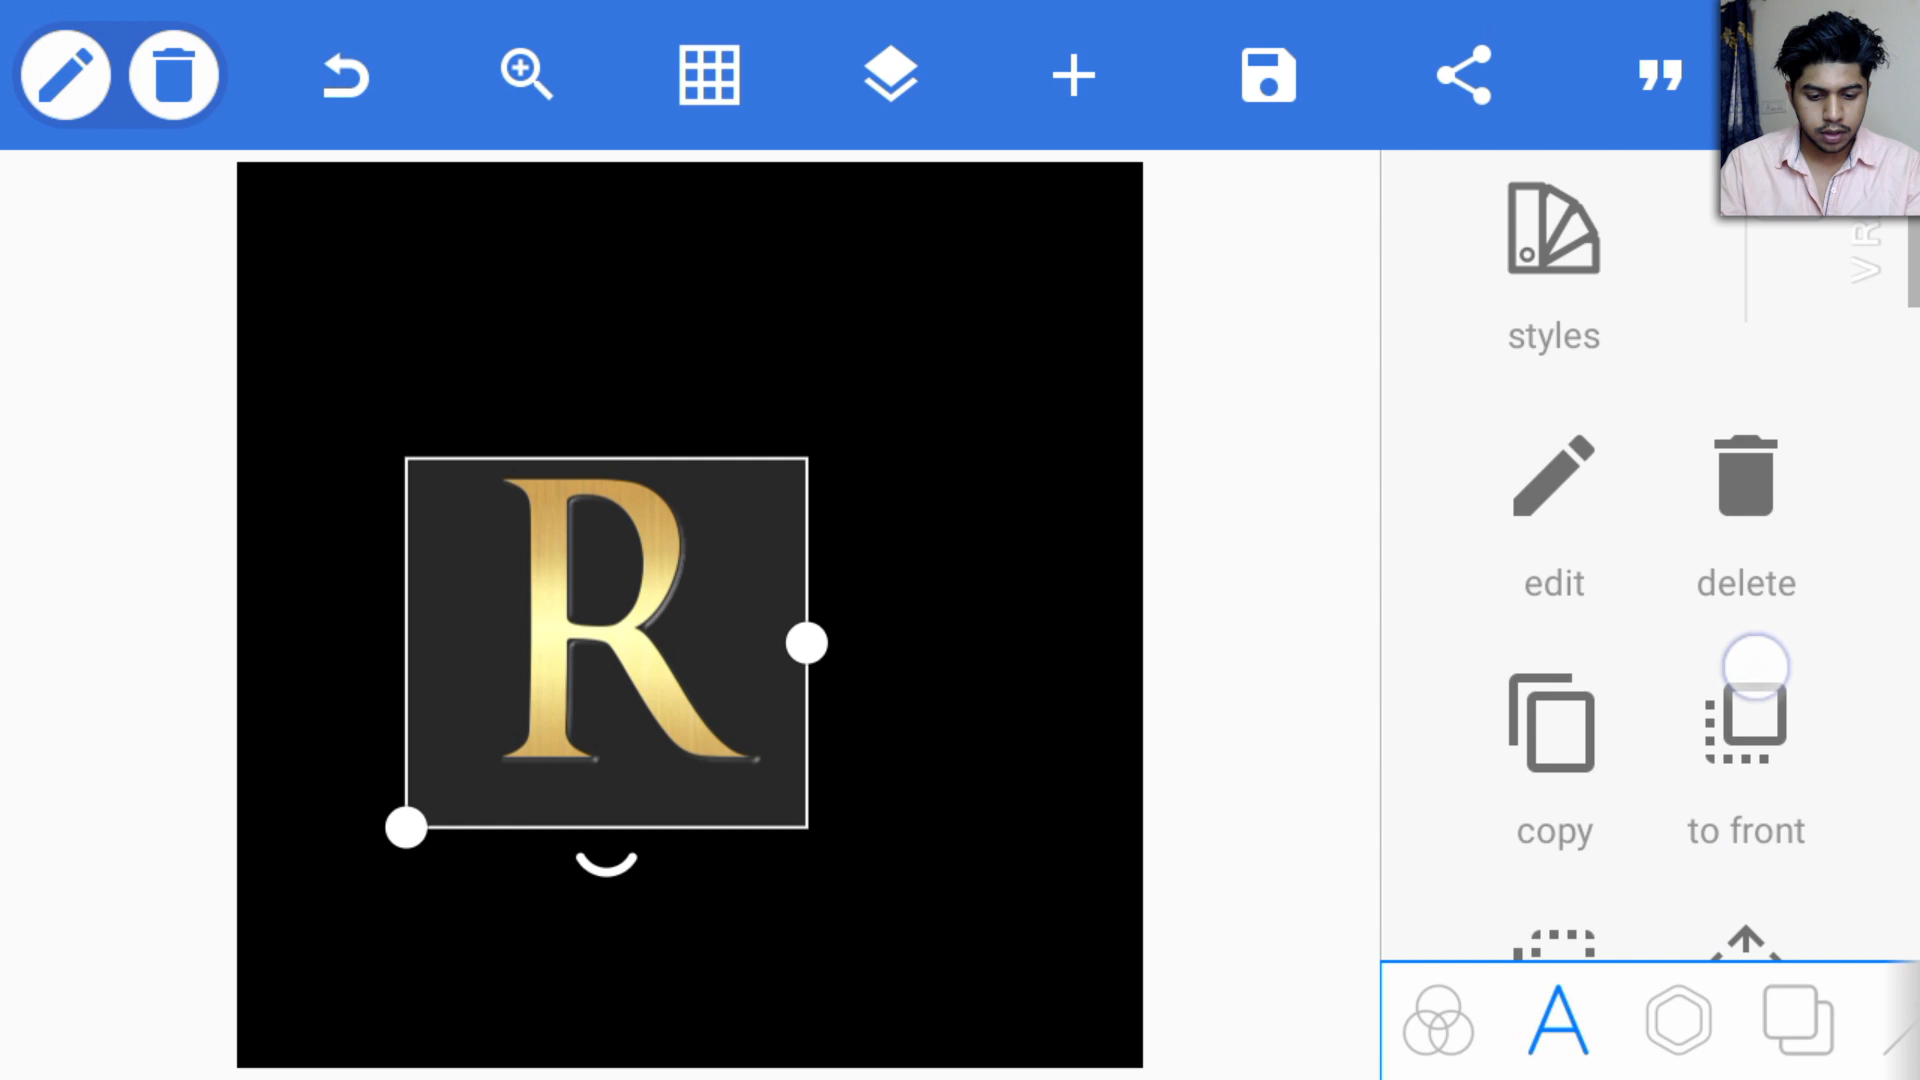 styles
edit
delete
R
copy
to front
V R